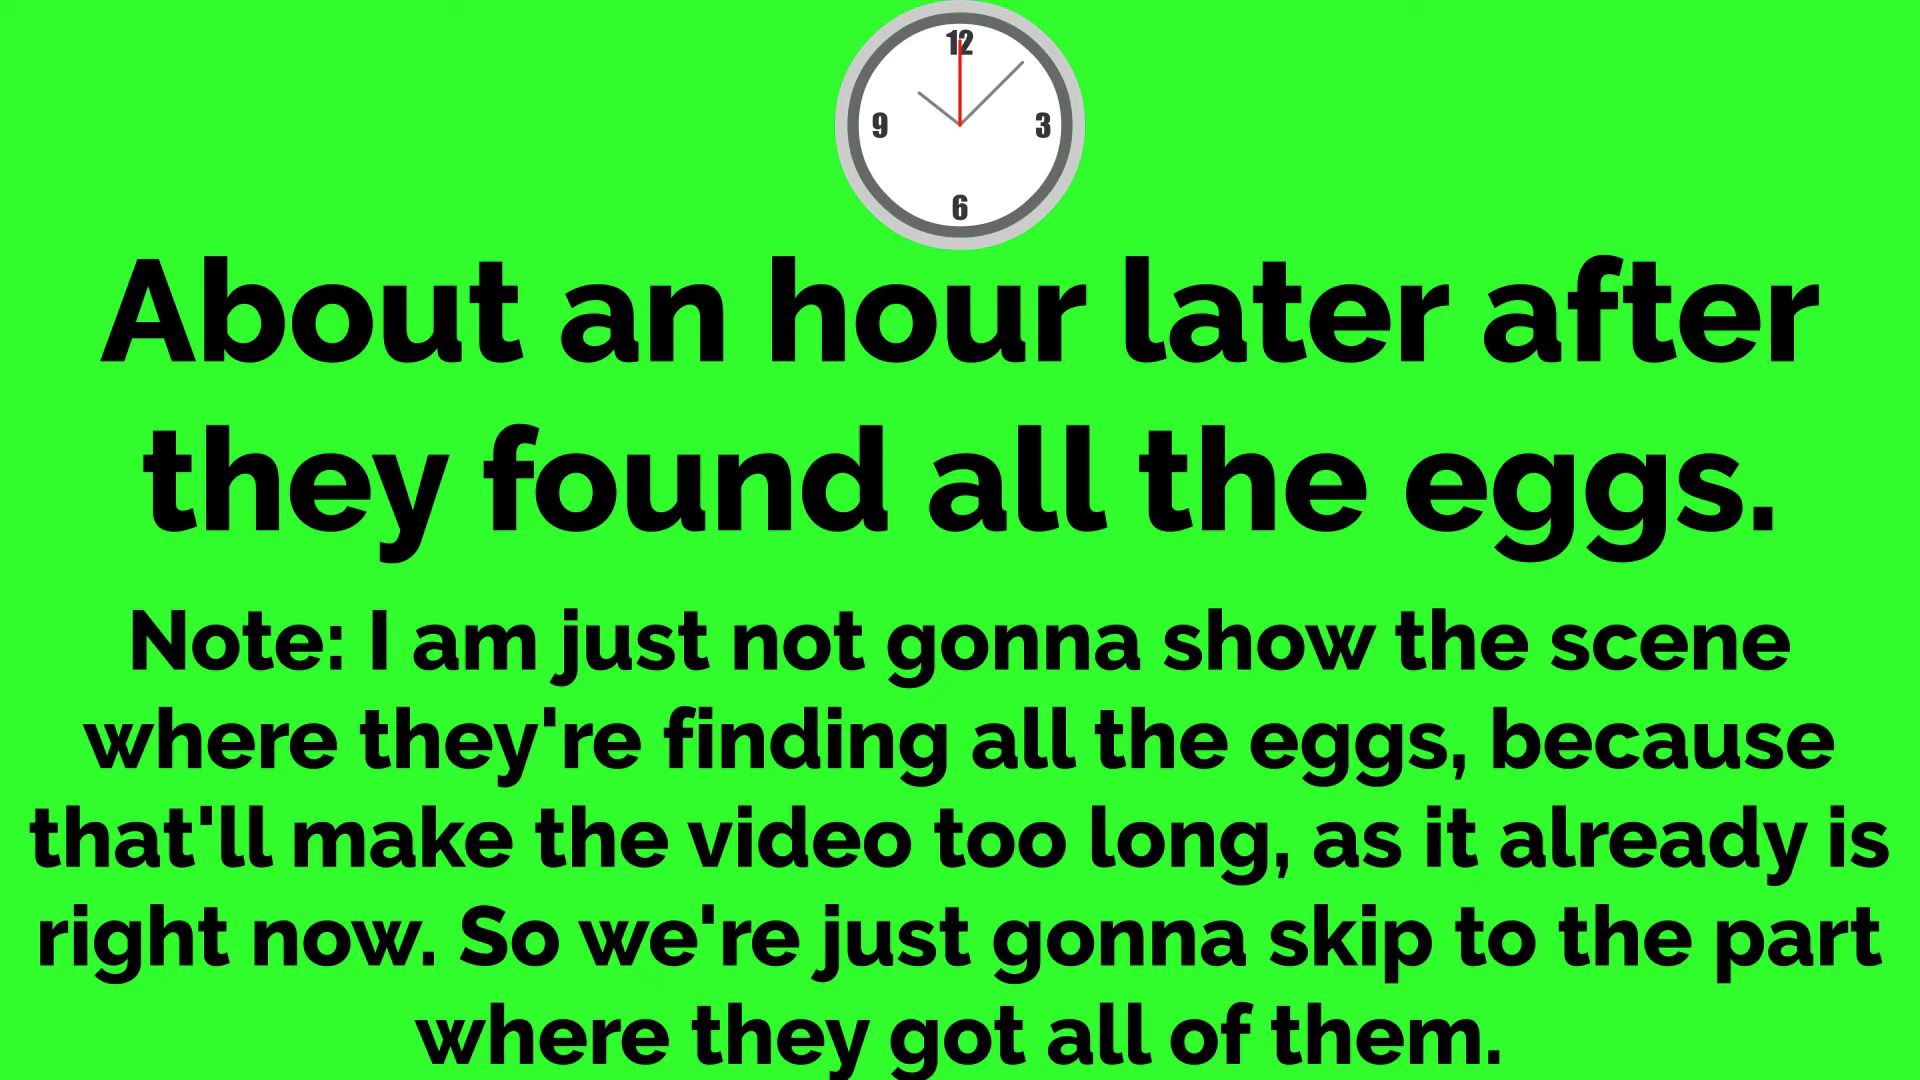 12
9 3
6
About an hour later after
they found all the eggs.
Note: I am just not gonna show the scene
where they're finding all the eggs, because
that'll make the video too long, as it already is
right now. So we're just gonna skip to the part
where they got all of them.